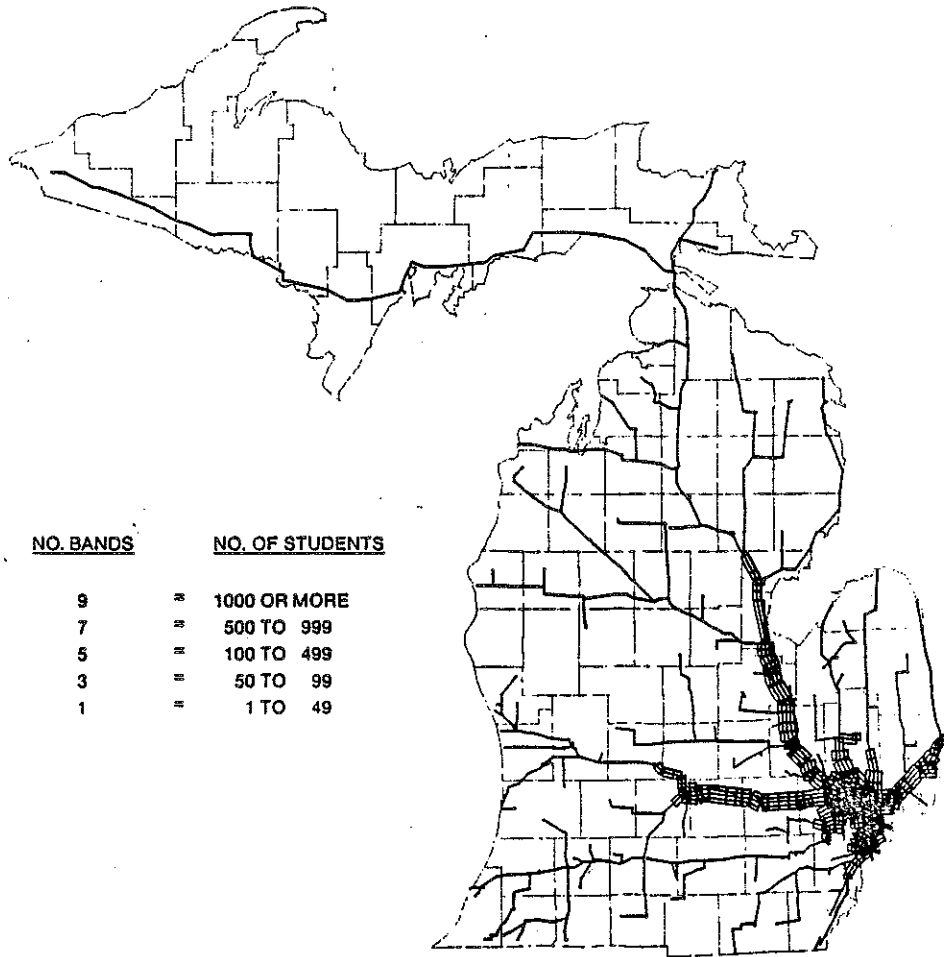 NO. BANDS NO. OF STUDENTS
9 = 1000 OR MORE
7 = 500 TO 999
5 = 100 TO 499
3 = 50 TO 99
1 = 1 TO 49